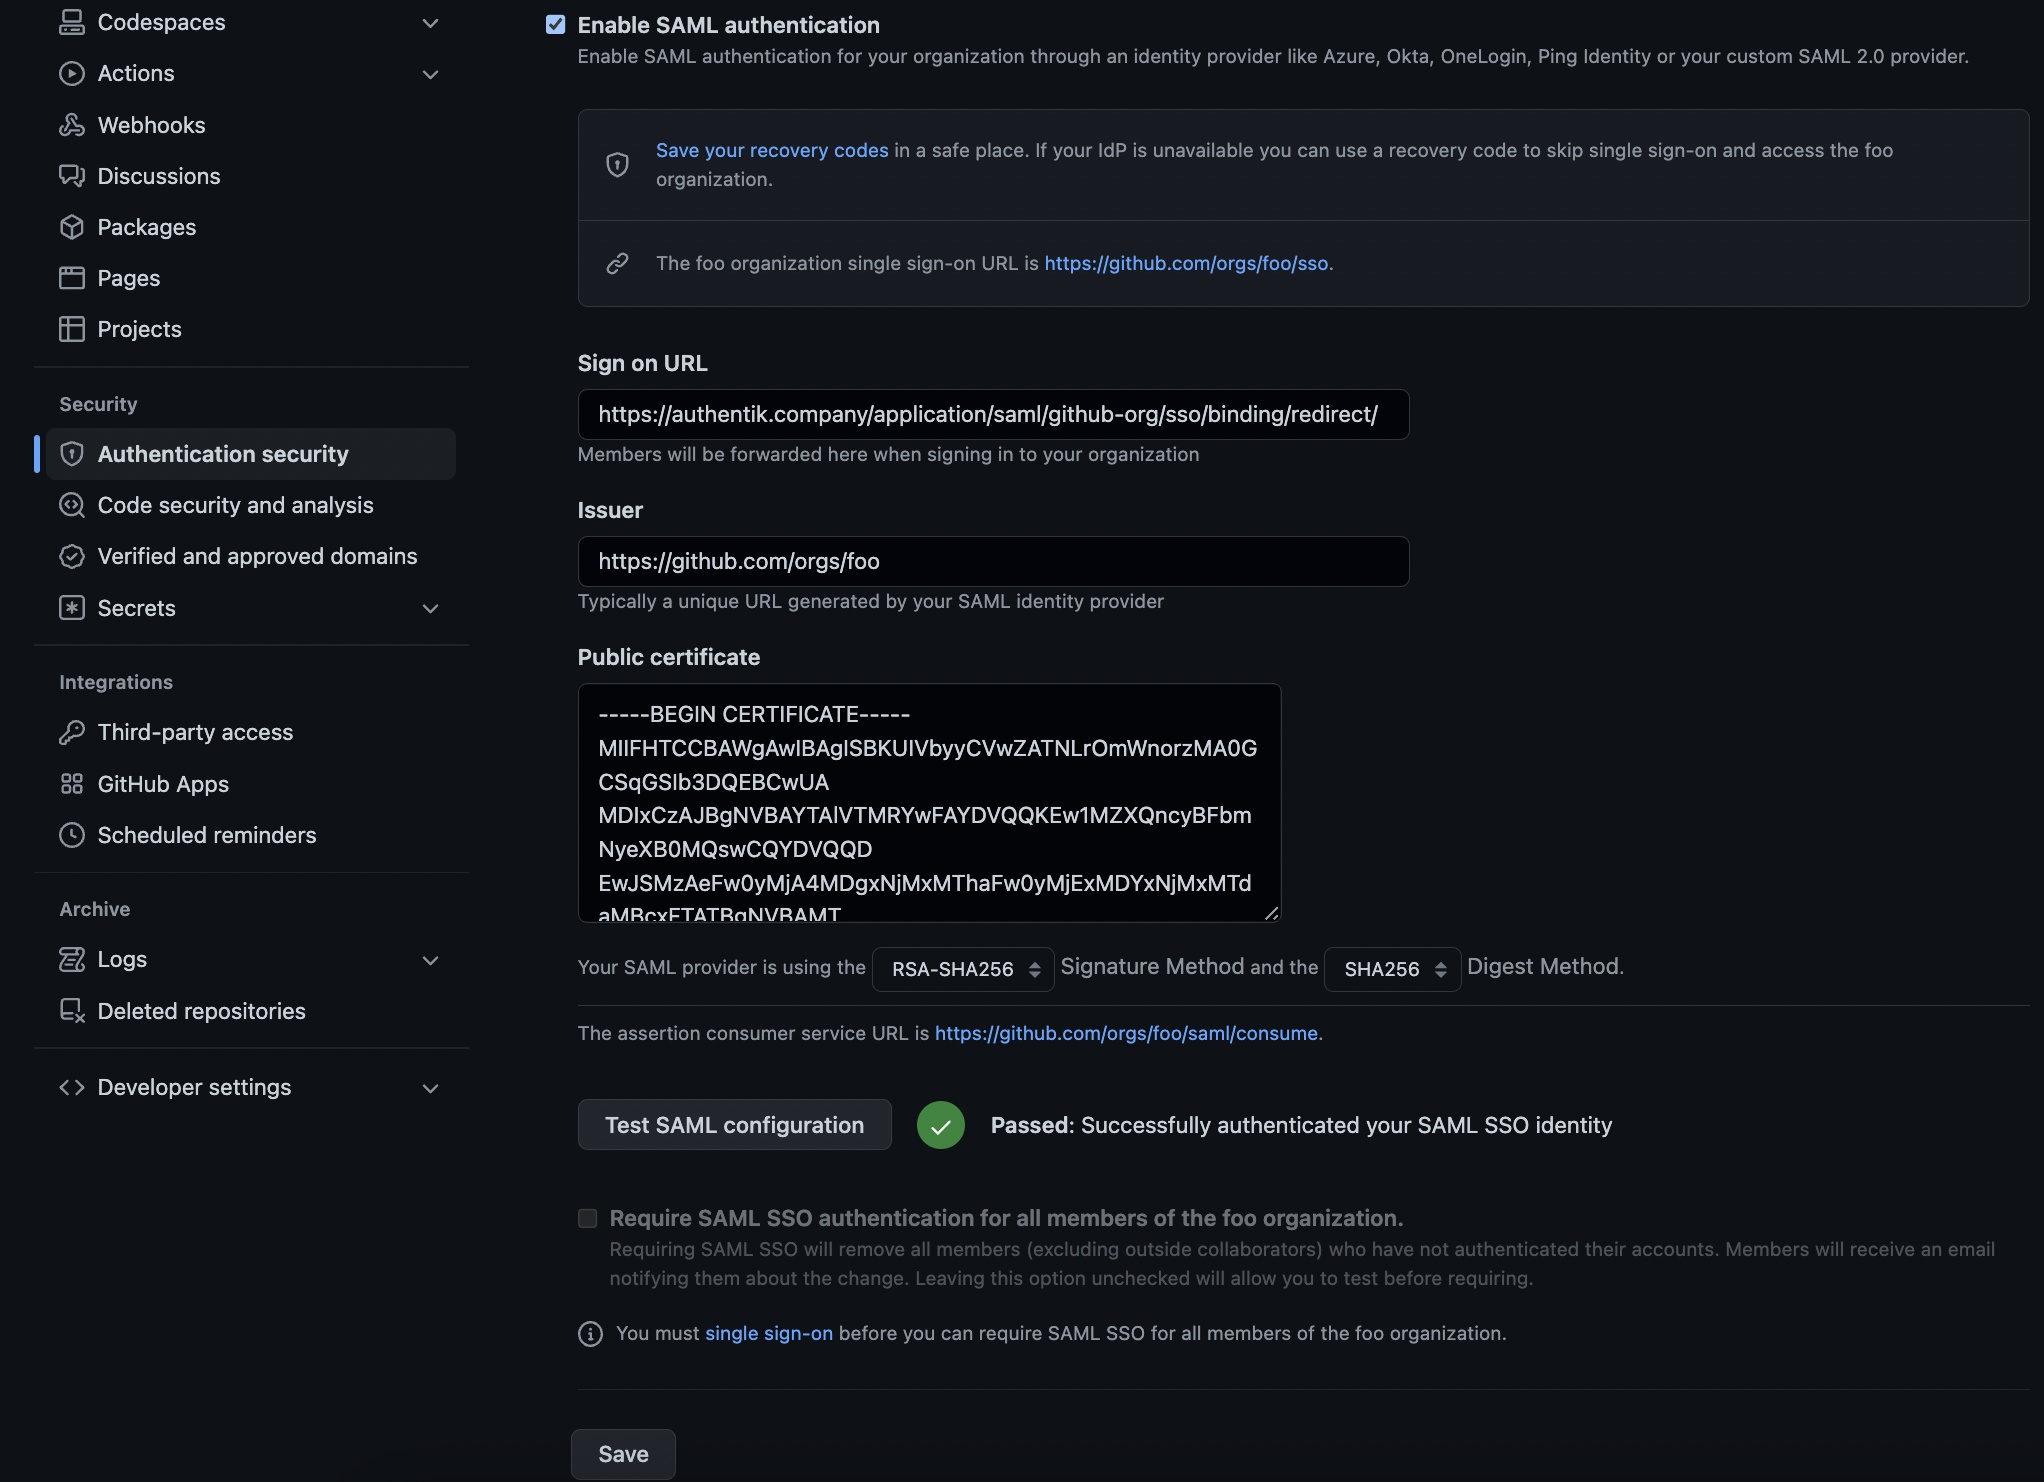 Codespaces
Actions
Webhooks
Discussions
Packages
Pages
Projects
Security
Authentication security
Code security and analysis
Verified and approved domains
Secrets
Integrations
Third-party access
GitHub Apps
Scheduled reminders
Archive
Logs
Deleted repositories
Developer settings
Enable SAML authentication
Enable SAML authentication for your organization through an identity provider like Azure, Okta, OneLogin, Ping Identity or your custom SAML 2.0 provider.
Save your recovery codes in a safe place. If your IdP is unavailable you can use a recovery code to skip single sign-on and access the foo
organization.
The foo organization single sign-on URL is https://github.com/orgs/foo/sso.
Sign on URL
https://authentik.company/application/saml/github-org/sso/binding/redirect/
Members will be forwarded here when signing in to your organization
Issuer
https://github.com/orgs/foo
Typically a unique URL generated by your SAML identity provider
Public certificate
-----BEGIN CERTIFICATE-----
MIIFHTCCBAWgAwIBAgISBKUIVbyyCVwZATNLrOmWnorzMA0G
CSqGSIb3DQEBCwUA
MDIxCzAJBgNVBAYTAlVTMRYwFAYDVQQKEw1MZXQncyBFbm
NyeXB0MQswCQYDVQQD
EwJSMzAeFw0yMjA4MDgxNjMxMThaFw0yMjExMDYxNjMxMTd
aMBcxFTATBgNVBAMT
Your SAML provider is using the RSA-SHA256 Signature Method and the SHA256 Digest Method.
The assertion consumer service URL is https://github.com/orgs/foo/saml/consume.
Test SAML configuration Passed: Successfully authenticated your SAML SSO identity
Require SAML SSO authentication for all members of the foo organization.
Requiring SAML SSO will remove all members (excluding outside collaborators) who have not authenticated their accounts. Members will receive an email
notifying them about the change. Leaving this option unchecked will allow you to test before requiring.
You must single sign-on before you can require SAML SSO for all members of the foo organization.
Save